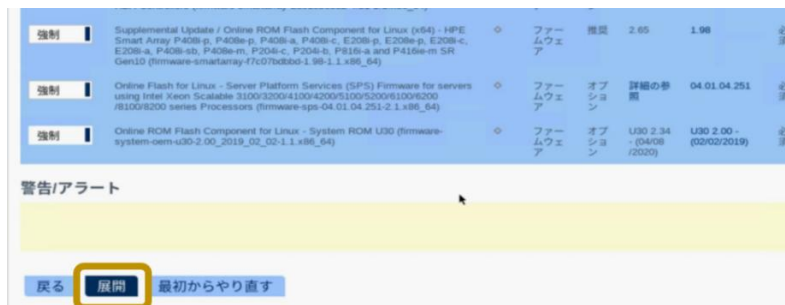 強制
Supplemental Update / Online ROM Flash Component for Linux (x64) - HPE
Smart Array P408i-p, P408e-p, P408i-a, P408i-c, E208i-p, E208e-p, E208i-c,
E208i-a, P408i-sb, P408e-m, P204i-c, P204i-b, P816i-a and P416ie-m SR
Gen10 (firmware-smartarray-f7c07bdbbd-1.98-1.1.x86_64)
ファー
ムウェ
ア
推奨
2.65
1.98
強制
Online Flash for Linux - Server Platform Services (SPS) Firmware for servers
using Intel Xeon Scalable 3100/3200/4100/4200/5100/5200/6100/6200
/8100/8200 series Processors (firmware-sps-04.01.04.251-2.1.x86_64)
ファー
ムウェ
ア
オプ
ショ
ン
詳細の参
照
04.01.04.251
強制
Online ROM Flash Component for Linux - System ROM U30 (firmware-
system-oem-u30-2.00_2019_02_02-1.1.x86_64)
ファー
ムウェ
ア
オプ
ショ
ン
U30 2.34
- (04/08
/2020)
U30 2.00 -
(02/02/2019)
警告/アラート
戻る
展開
最初からやり直す